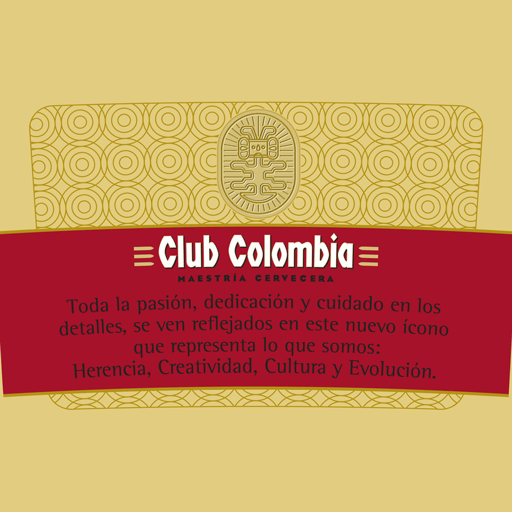 Club Colombia
MAESTRÍA CERVECERA
Toda la pasión, dedicación y cuidado en los
detalles, se ven reflejados en este nuevo ícono
que representa lo que somos:
Herencia, Creatividad, Cultura y Evolución.